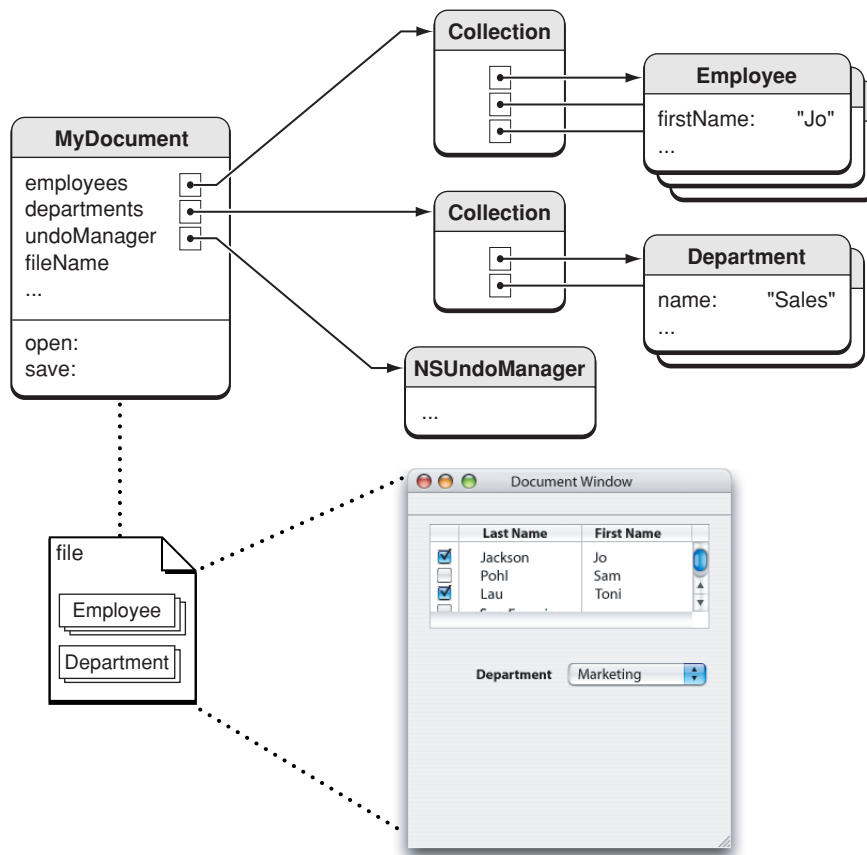 Collection
Employee
firstName: "Jo"
...
MyDocument
employees
departments
undoManager
fileName
...
open:
save:
Collection
Department
name: "Sales"
...
NSUndoManager
...
file
Employee
Department
Document Window
Last Name First Name
Jackson Jo
Pohl Sam
Lau Toni
Department Marketing